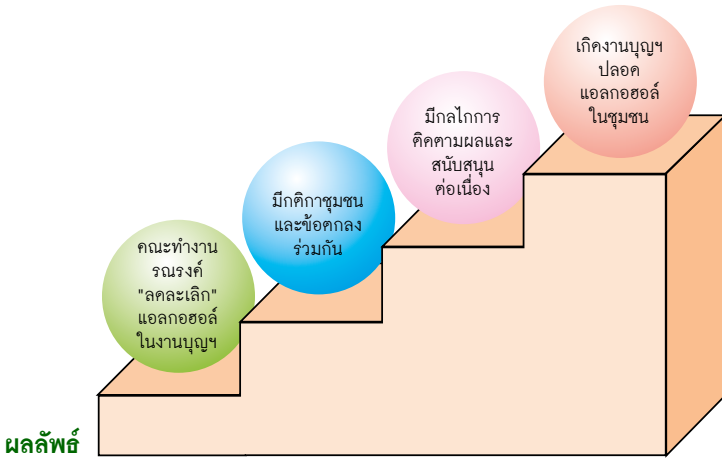 เกิดงานบุญฯ
ปลอด
แอลกอฮอล์
ในชุมชน
มีกลไกการ
ติดตามผลและ
สนับสนุน
ต่อเนื่อง
มีกติกาชุมชน
และข้อตกลง
ร่วมกัน
คณะทำงาน
รณรงค์
"ลดละเลิก"
แอลกอฮอล์
ในงานบุญฯ
ผลลัพธ์